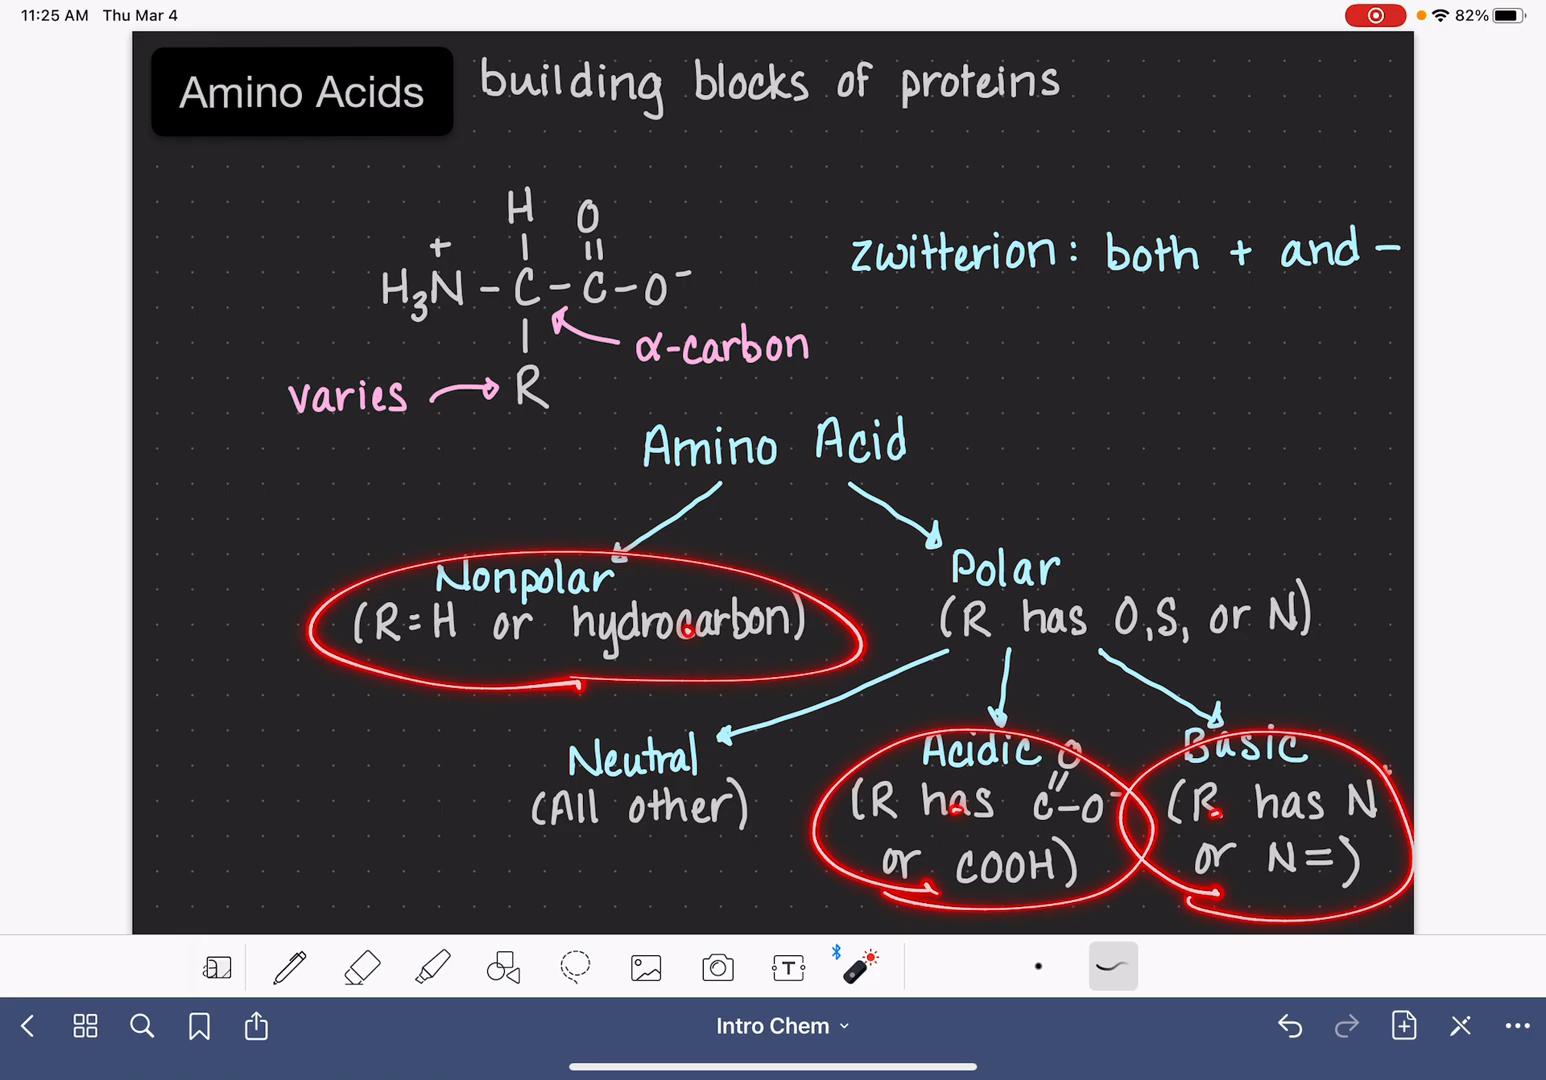 11:25 AM Thu Mar 4
82%
Amino Acids
building blocks of proteins
H O
+
H₃N – C – C – O⁻
α-carbon
varies → R
zwitterion: both + and –
Amino Acid
Nonpolar
(R=H or hydrocarbon)
Polar
(R has O,S, or N)
Neutral
(All other)
Acidic
O
(R has C–O⁻
or COOH)
Basic
(R has N
or N=)
T
Intro Chem